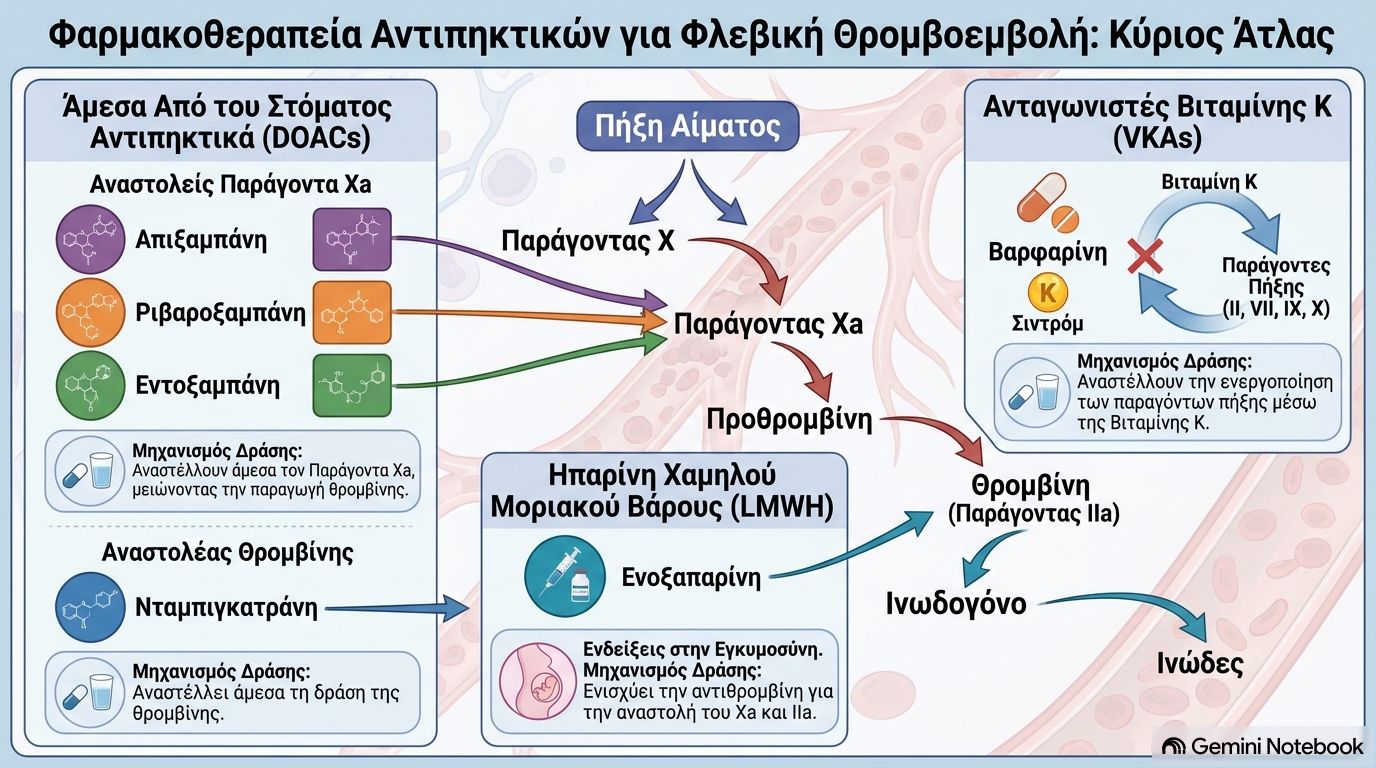 Φαρμακοθεραπεία Αντιπηκτικών για Φλεβική Θρομβοεμβολή: Κύριος Άτλας
Άμεσα Από του Στόματος
Αντιπηκτικά (DOACs)
Αναστολείς Παράγοντα Xa
Απιξαμπάνη
Ριβαροξαμπάνη
Εντοξαμπάνη
Μηχανισμός Δράσης:
Αναστέλλουν άμεσα τον Παράγοντα Xa,
μειώνοντας την παραγωγή θρομβίνης.
Αναστολέας Θρομβίνης
Νταμπιγκατράνη
Μηχανισμός Δράσης:
Αναστέλλει άμεσα τη δράση της
θρομβίνης.
Πήξη Αίματος
Παράγοντας X
Παράγοντας Xa
Προθρομβίνη
Θρομβίνη
(Παράγοντας IIa)
Ινωδογόνο
Ινώδες
Ηπαρίνη Χαμηλού
Μοριακού Βάρους (LMWH)
Ενοξαπαρίνη
Ενδείξεις στην Εγκυμοσύνη.
Μηχανισμός Δράσης:
Ενισχύει την αντιθρομβίνη για
την αναστολή του Xa και IIa.
Ανταγωνιστές Βιταμίνης K
(VKAs)
Βαρφαρίνη
K
Σιντρόμ
Βιταμίνη K
Παράγοντες
Πήξης
(II, VII, IX, X)
Μηχανισμός Δράσης:
Αναστέλλουν την ενεργοποίηση
των παραγόντων πήξης μέσω
της Βιταμίνης K.
Gemini Notebook